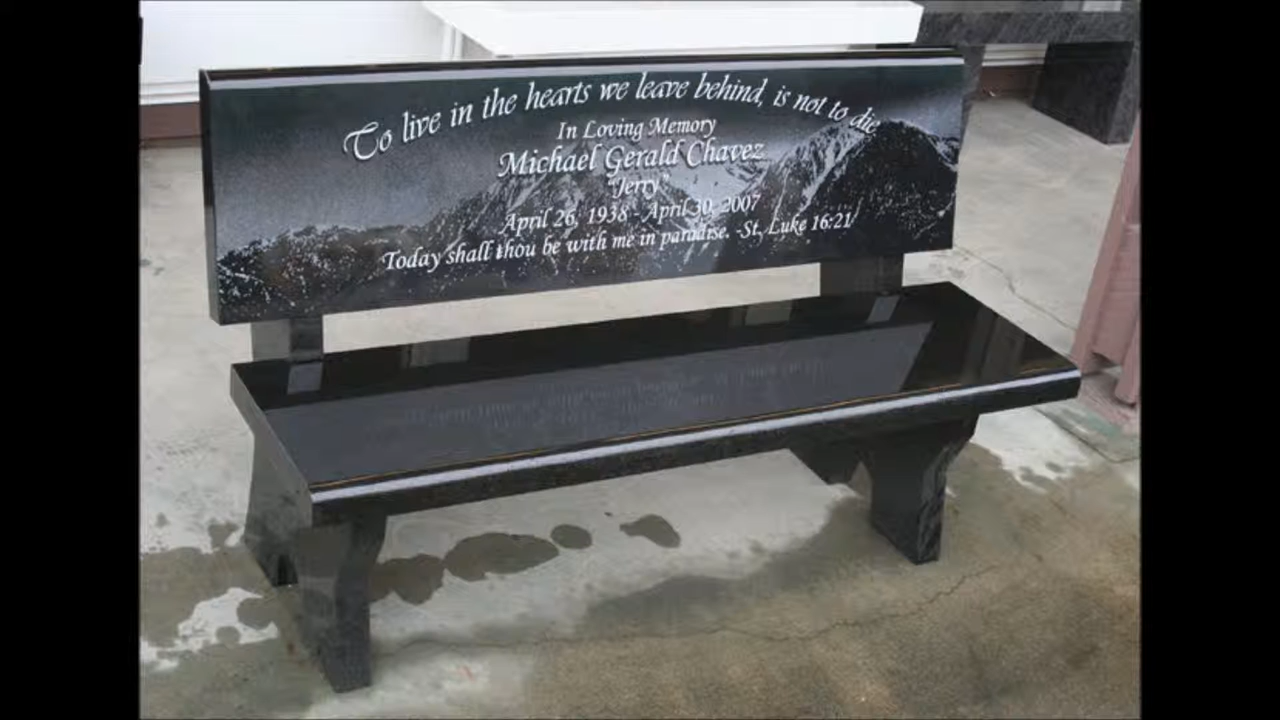 To live in the hearts we leave behind, is not to die
In Loving Memory
Michael Gerald Chavez
"Jerry"
April 26, 1938 - April 30, 2007
Today shall thou be with me in paradise. -St. Luke 16:21